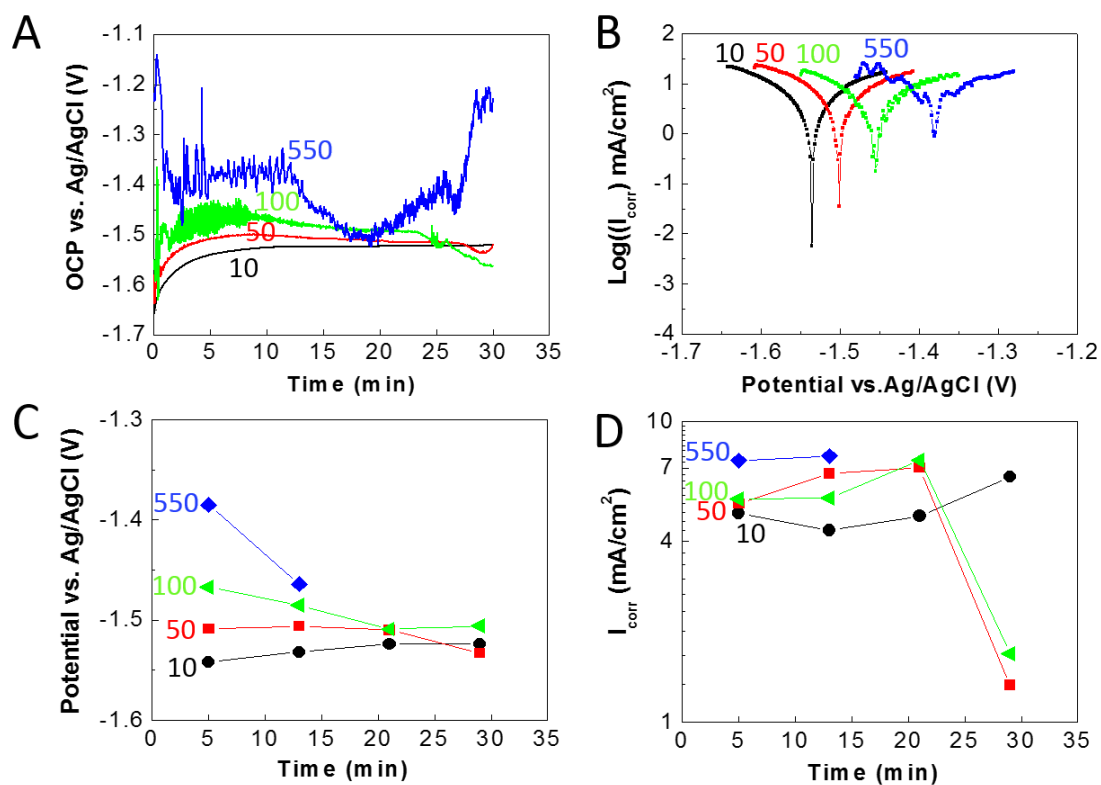 A
OCP vs. Ag/AgCl (V)
-1.1
-1.2
-1.3
-1.4
-1.5
-1.6
-1.7
550
100
50
10
0 5 10 15 20 25 30 35
Time (min)
B
Log((I_corr) mA/cm²)
2
1
0
-1
-2
-3
-4
10 50 100 550
-1.7 -1.6 -1.5 -1.4 -1.3 -1.2
Potential vs.Ag/AgCl (V)
C
Potential vs. Ag/AgCl (V)
-1.3
-1.4
-1.5
-1.6
550
100
50
10
0 5 10 15 20 25 30 35
Time (min)
D
I_corr (mA/cm²)
10
7
4
1
550
100
50
10
0 5 10 15 20 25 30 35
Time (min)